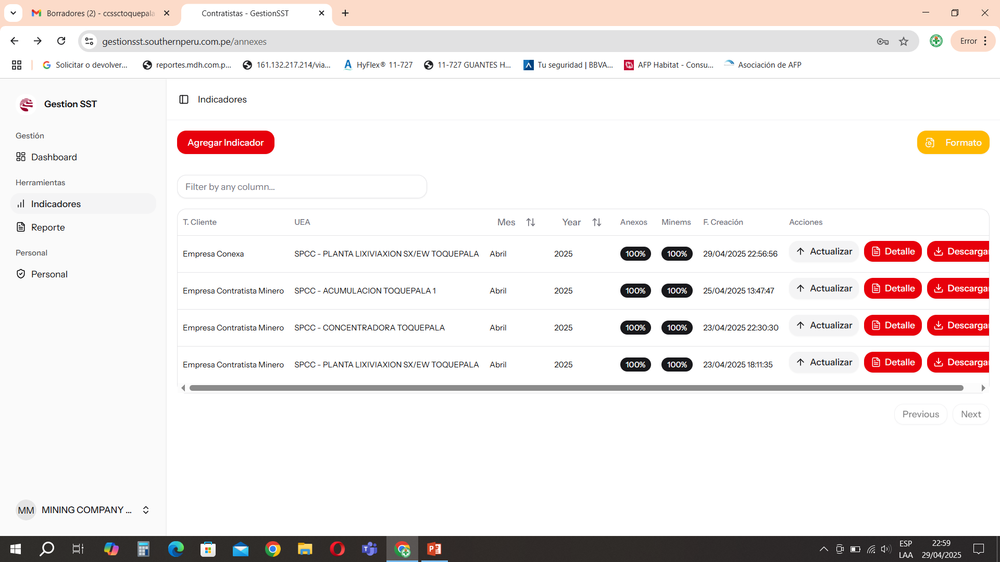 Borradores (2) - ccssctoquepala
Contratistas - GestionSST
gestionsst.southernperu.com.pe/annexes
Error
Solicitar o devolver...
reportes.mdh.com.p...
161.132.217.214/via...
HyFlex® 11-727
11-727 GUANTES H...
Tu seguridad | BBVA...
AFP Habitat - Consu...
Asociación de AFP
Gestion SST
Indicadores
Gestión
Dashboard
Herramientas
Indicadores
Reporte
Personal
Personal
Agregar Indicador
Formato
Filter by any column...
T. Cliente UEA Mes Year Anexos Minems F. Creación Acciones
Empresa Conexa SPCC - PLANTA LIXIVIAXION SX/EW TOQUEPALA Abril 2025 100% 100% 29/04/2025 22:56:56 Actualizar Detalle Descargar
Empresa Contratista Minero SPCC - ACUMULACION TOQUEPALA 1 Abril 2025 100% 100% 25/04/2025 13:47:47 Actualizar Detalle Descargar
Empresa Contratista Minero SPCC - CONCENTRADORA TOQUEPALA Abril 2025 100% 100% 23/04/2025 22:30:30 Actualizar Detalle Descargar
Empresa Contratista Minero SPCC - PLANTA LIXIVIAXION SX/EW TOQUEPALA Abril 2025 100% 100% 23/04/2025 18:11:35 Actualizar Detalle Descargar
Previous Next
MM MINING COMPANY ...
ESP
LAA
22:59
29/04/2025